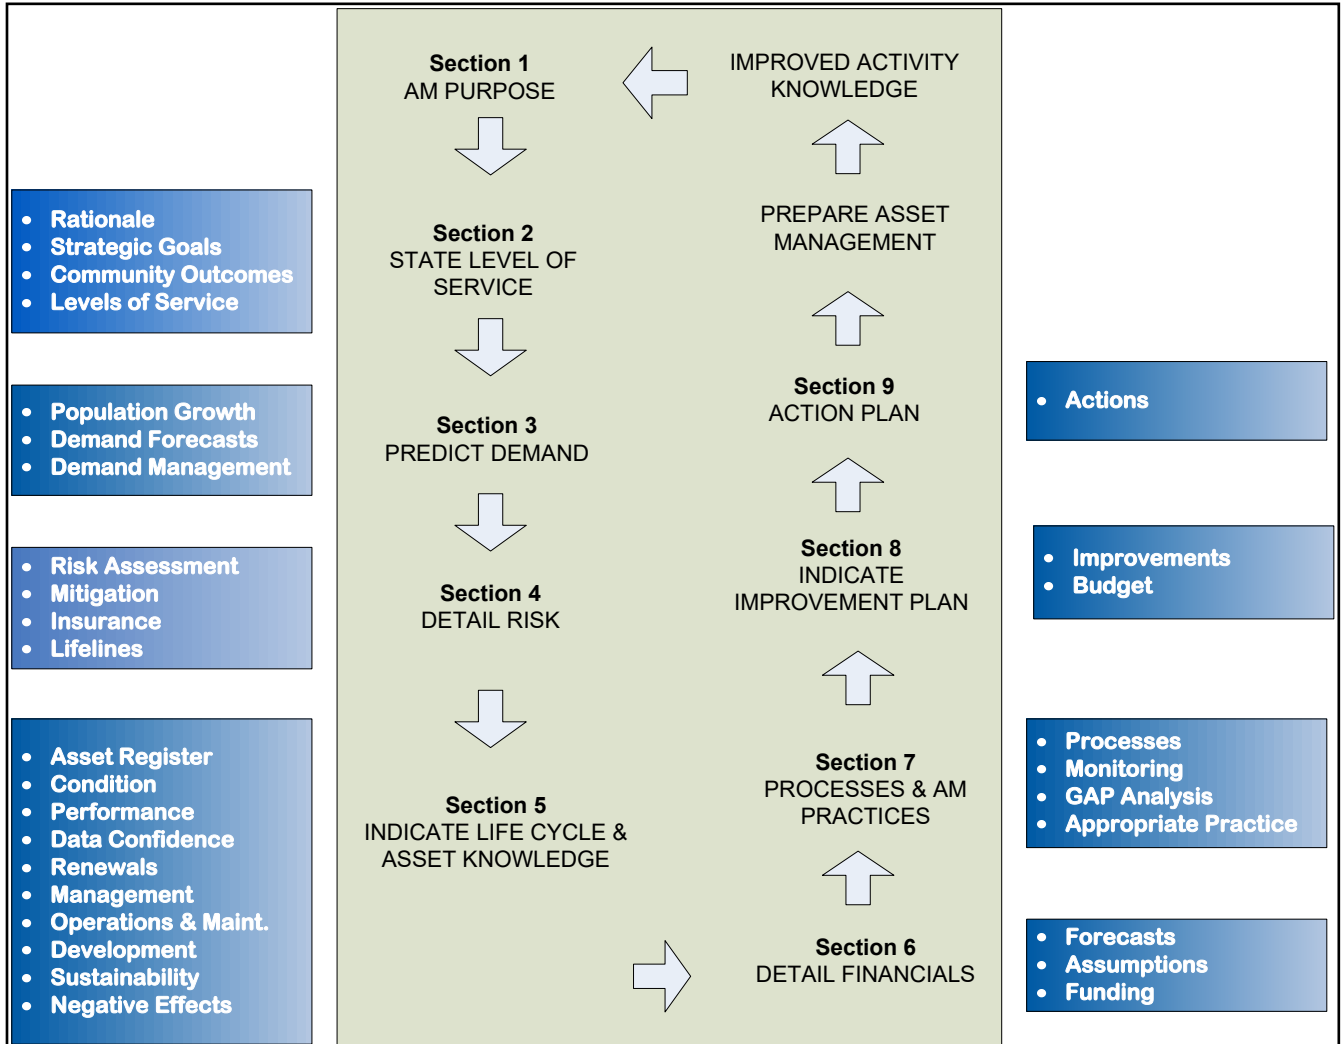 Section 1
AM PURPOSE
IMPROVED ACTIVITY
KNOWLEDGE
• Rationale
• Strategic Goals
• Community Outcomes
• Levels of Service
Section 2
STATE LEVEL OF
SERVICE
PREPARE ASSET
MANAGEMENT
• Population Growth
• Demand Forecasts
• Demand Management
Section 3
PREDICT DEMAND
Section 9
ACTION PLAN
• Actions
• Risk Assessment
• Mitigation
• Insurance
• Lifelines
Section 4
DETAIL RISK
Section 8
INDICATE
IMPROVEMENT PLAN
• Improvements
• Budget
• Asset Register
• Condition
• Performance
• Data Confidence
• Renewals
• Management
• Operations & Maint.
• Development
• Sustainability
• Negative Effects
Section 5
INDICATE LIFE CYCLE &
ASSET KNOWLEDGE
Section 7
PROCESSES & AM
PRACTICES
• Processes
• Monitoring
• GAP Analysis
• Appropriate Practice
Section 6
DETAIL FINANCIALS
• Forecasts
• Assumptions
• Funding